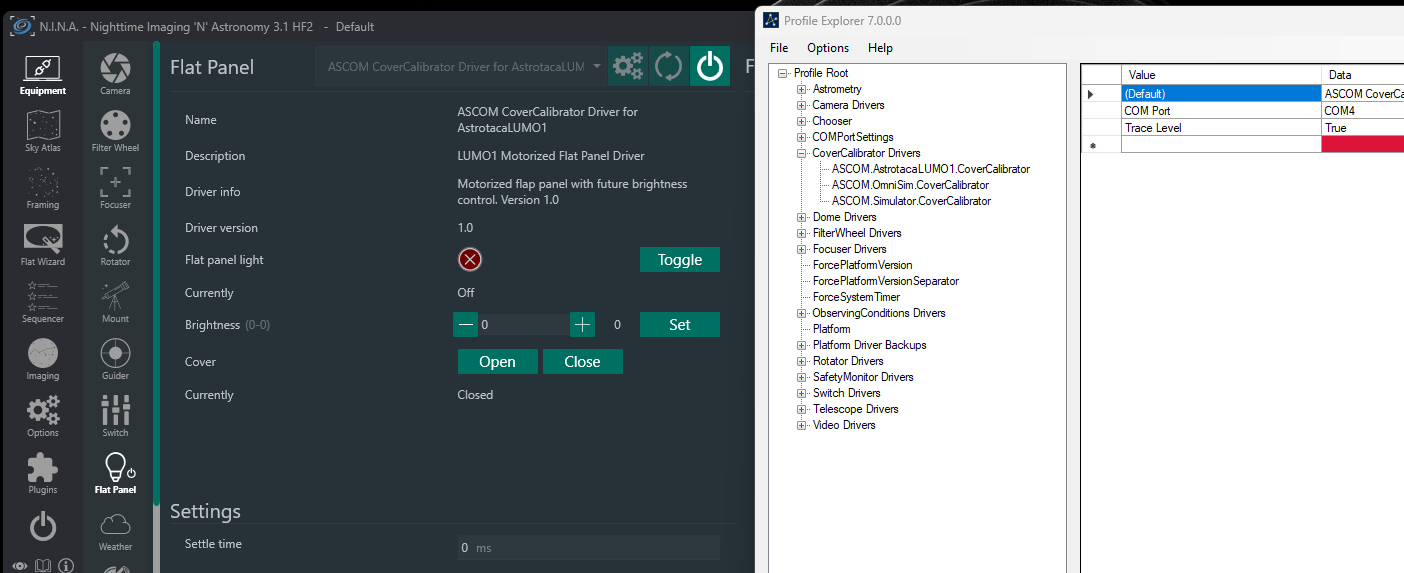 N.I.N.A. - Nighttime Imaging 'N' Astronomy 3.1 HF2 - Default
Equipment
Sky Atlas
Framing
Flat Wizard
Sequencer
Imaging
Options
Plugins
Camera
Filter Wheel
Focuser
Rotator
Mount
Guider
Switch
Flat Panel
Weather
Flat Panel
ASCOM CoverCalibrator Driver for AstrotacaLUM
F
Name
ASCOM CoverCalibrator Driver for
AstrotacaLUMO1
Description
LUMO1 Motorized Flat Panel Driver
Driver info
Motorized flap panel with future brightness
control. Version 1.0
Driver version
1.0
Flat panel light
Toggle
Currently
Off
Brightness (0-0)
0
0
Set
Cover
Open
Close
Currently
Closed
Settings
Settle time
0 ms
Profile Explorer 7.0.0.0
File Options Help
Profile Root
Astrometry
Camera Drivers
Chooser
COMPortSettings
CoverCalibrator Drivers
ASCOM.AstrotacaLUMO1.CoverCalibrator
ASCOM.OmniSim.CoverCalibrator
ASCOM.Simulator.CoverCalibrator
Dome Drivers
FilterWheel Drivers
Focuser Drivers
ForcePlatformVersion
ForcePlatformVersionSeparator
ForceSystemTimer
ObservingConditions Drivers
Platform
Platform Driver Backups
Rotator Drivers
SafetyMonitor Drivers
Switch Drivers
Telescope Drivers
Video Drivers
Value Data
(Default) ASCOM CoverCa
COM Port COM4
Trace Level True